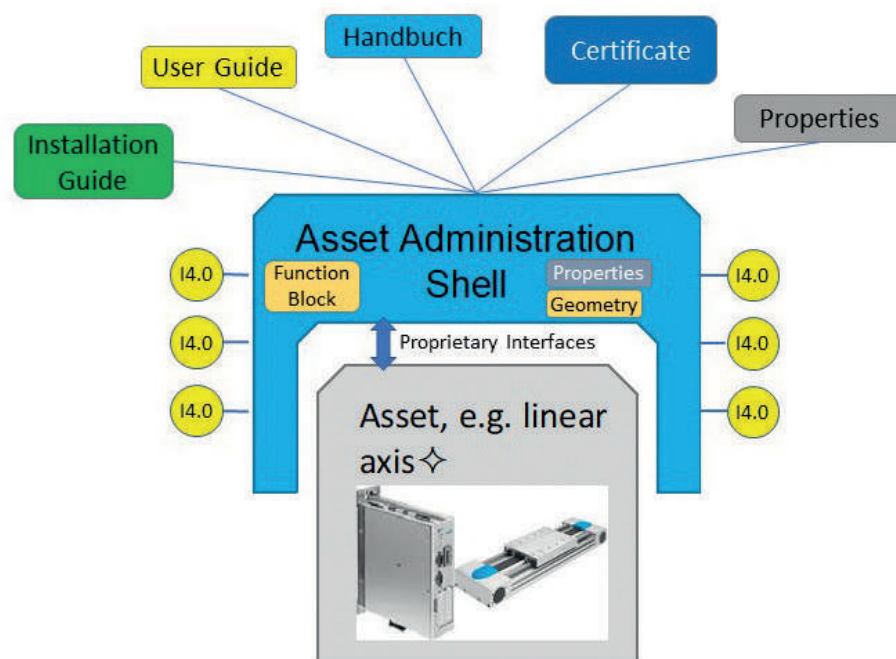 Handbuch
Certificate
User Guide
Properties
Installation
Guide
Asset Administration
Shell
I4.0
Function
Block
Properties
Geometry
I4.0
I4.0
Proprietary Interfaces
I4.0
I4.0
I4.0
Asset, e.g. linear
axis✧